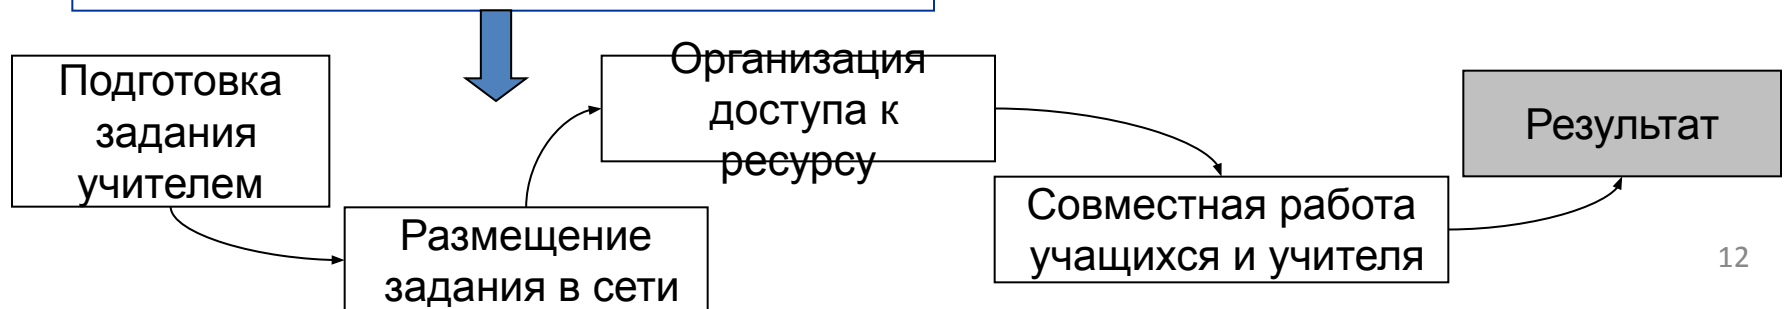 Подготовка
задания
учителем
Размещение
задания в сети
Организация
доступа к
ресурсу
Совместная работа
учащихся и учителя
Результат
12